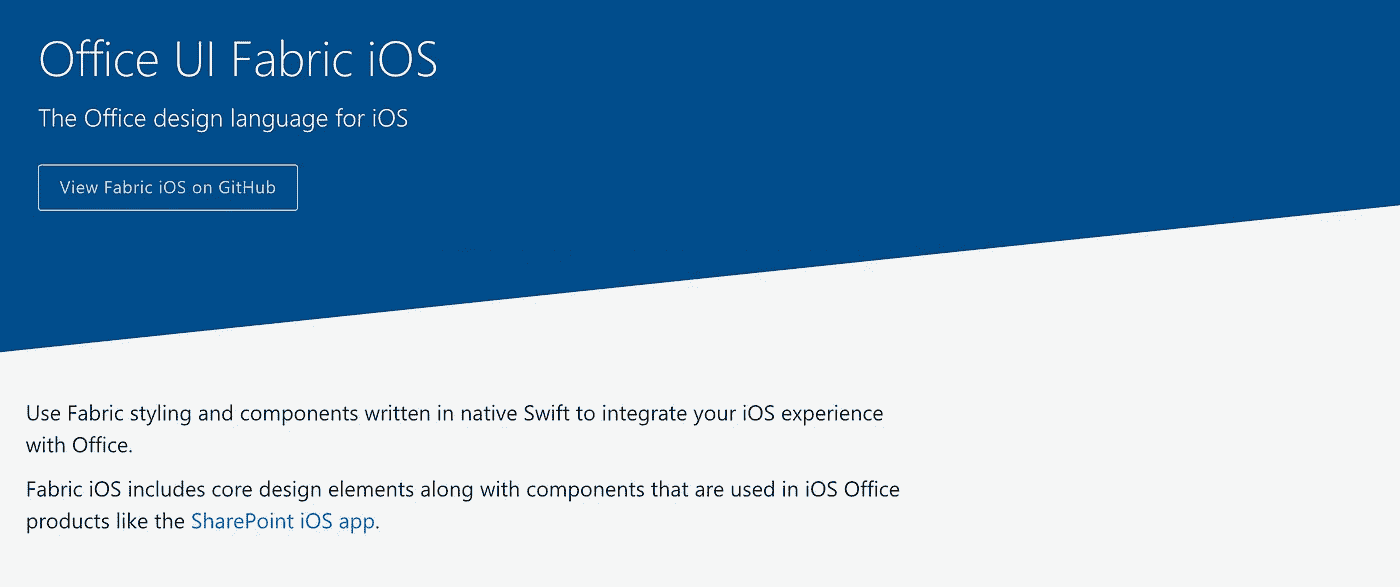 Office UI Fabric iOS
The Office design language for iOS
View Fabric iOS on GitHub
Use Fabric styling and components written in native Swift to integrate your iOS experience
with Office.
Fabric iOS includes core design elements along with components that are used in iOS Office
products like the SharePoint iOS app.